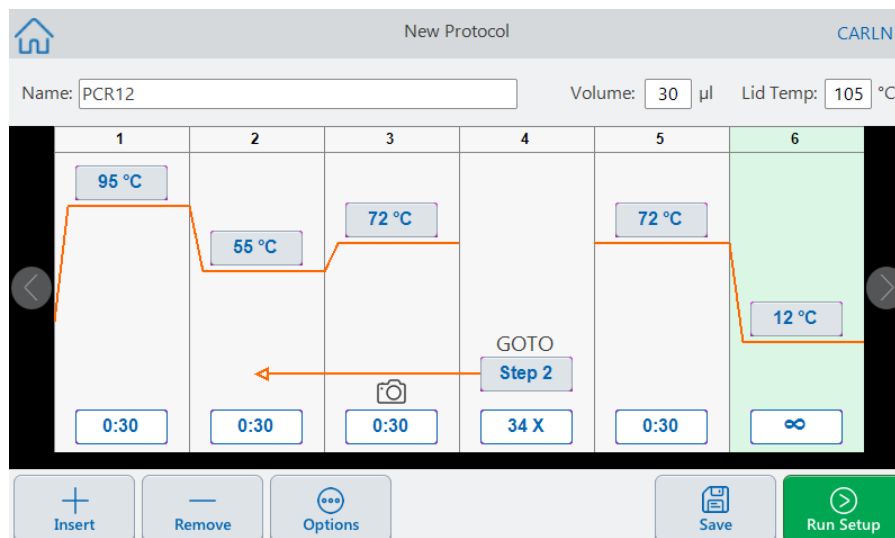 New Protocol
CARLN
Name: PCR12
Volume: 30 µl
Lid Temp: 105 °C
1 2 3 4 5 6
95 °C
72 °C
72 °C
55 °C
12 °C
GOTO
Step 2
0:30 0:30 0:30 34 X 0:30 ∞
Insert
Remove
Options
Save
Run Setup